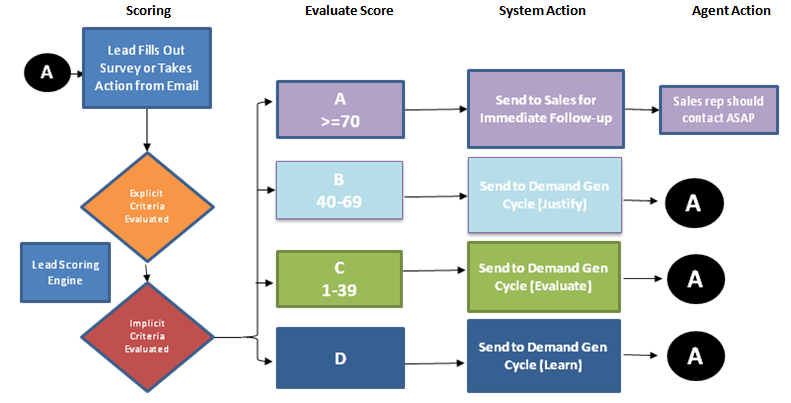 Scoring
Evaluate Score
System Action
Agent Action
A
Lead Fills Out
Survey or Takes
Action from Email
Explicit
Criteria
Evaluated
Lead Scoring
Engine
Implicit
Criteria
Evaluated
A
>=70
Send to Sales for
Immediate Follow-up
Sales rep should
contact ASAP
B
40-69
Send to Demand Gen
Cycle (Justify)
A
C
1-39
Send to Demand Gen
Cycle (Evaluate)
A
D
Send to Demand Gen
Cycle (Learn)
A